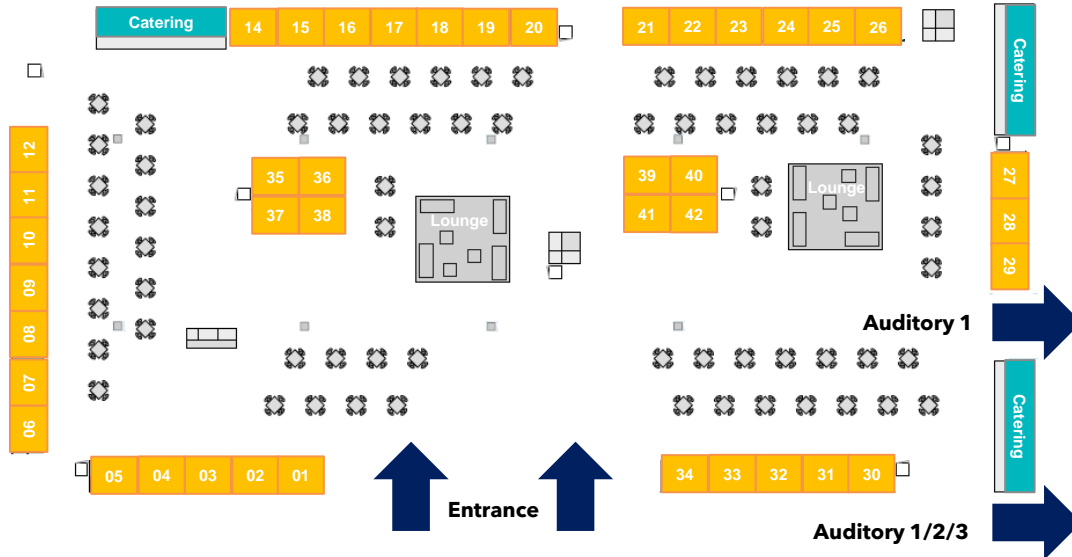 Catering
14 15 16 17 18 19 20
21 22 23 24 25 26
Catering
12
11
10
09
08
07
06
35 36
37 38
Lounge
39 40
41 42
Lounge
27
28
29
Auditory 1
Catering
05 04 03 02 01
Entrance
34 33 32 31 30
Auditory 1/2/3